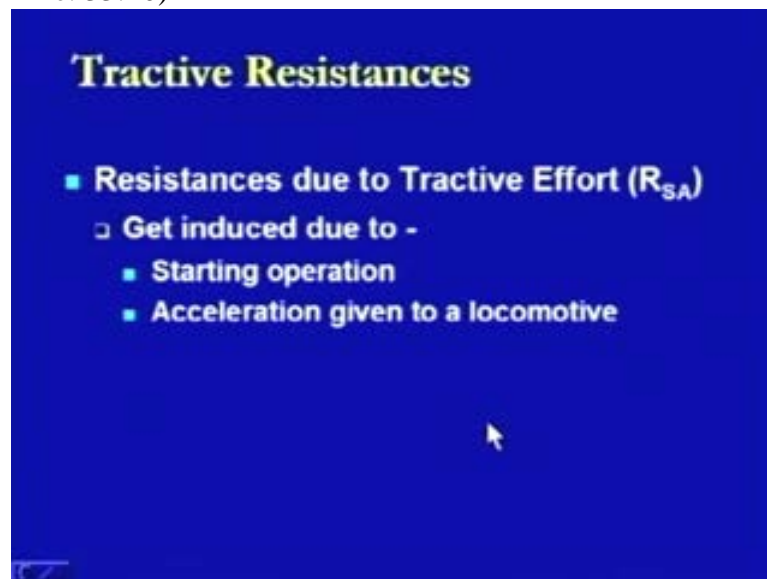 Tractive Resistances
Resistances due to Tractive Effort (RSA)
Get induced due to -
Starting operation
Acceleration given to a locomotive